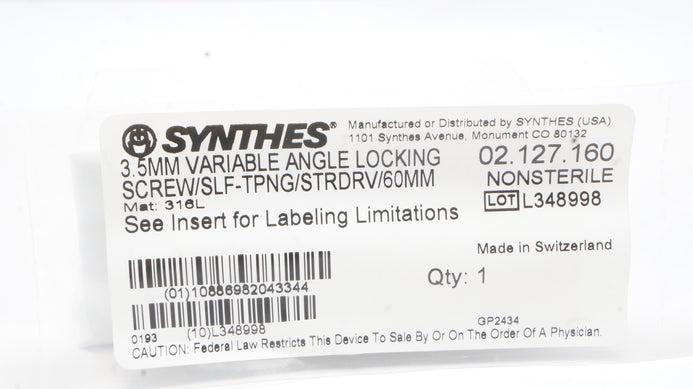 SYNTHES®
Manufactured or Distributed by SYNTHES (USA)
1101 Synthes Avenue, Monument CO 80132
3.5MM VARIABLE ANGLE LOCKING
SCREW/SLF-TPNG/STRDRV/60MM
Mat: 316L
02.127.160
NONSTERILE
LOT L348998
See Insert for Labeling Limitations
Made in Switzerland
Qty: 1
(01)10886982043344
(10)L348998
0193
GP2434
CAUTION: Federal Law Restricts This Device To Sale By Or On The Order Of A Physician.